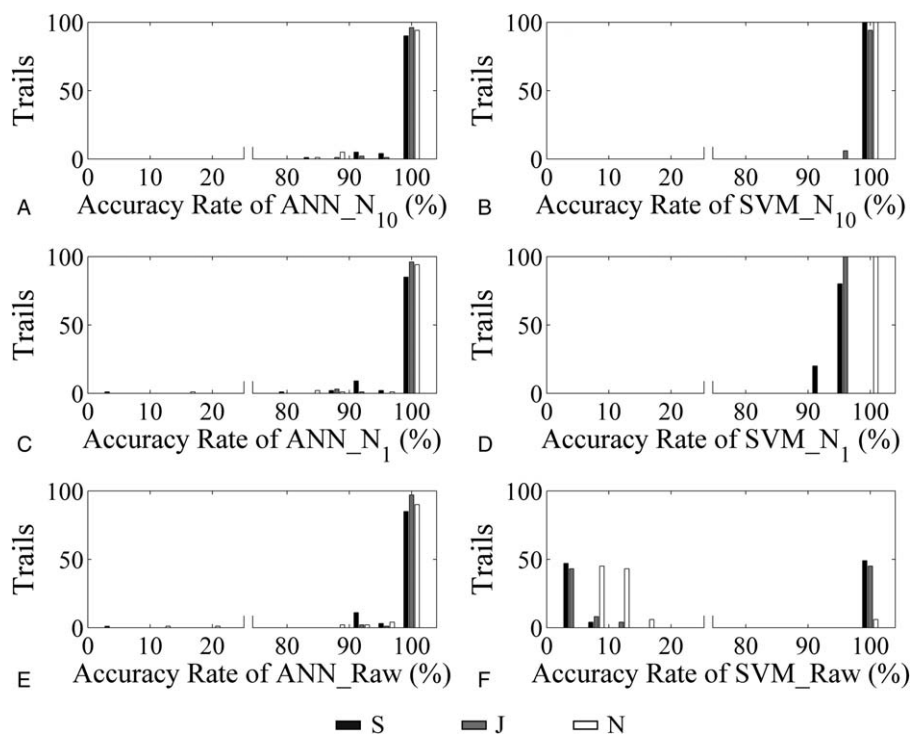 100 100
Trails 50 Trails 50
0 0
0 10 20 80 90 100 0 10 20 80 90 100
A Accuracy Rate of ANN_N10 (%) B Accuracy Rate of SVM_N10 (%)
100 100
Trails 50 Trails 50
0 0
0 10 20 80 90 100 0 10 20 80 90 100
C Accuracy Rate of ANN_N1 (%) D Accuracy Rate of SVM_N1 (%)
100 100
Trails 50 Trails 50
0 0
0 10 20 80 90 100 0 10 20 80 90 100
E Accuracy Rate of ANN_Raw (%) F Accuracy Rate of SVM_Raw (%)
S J N